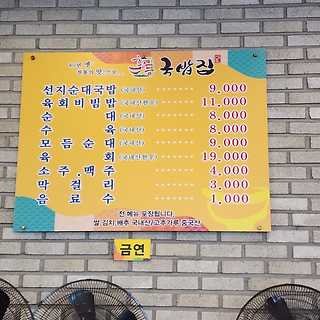 국밥집
선지순대국밥 (국내산) 9,000
육회비빔밥 (국내산한우) 11,000
순대 (국내산) 8,000
수육 (국내산) 8,000
모듬순대 (국내산) 9,000
육회 (국내산한우) 19,000
소주.맥주 4,000
막걸리 3,000
음료수 1,000
전 메뉴 포장됩니다
쌀,김치,배추 국내산/고추가루 중국산
금연